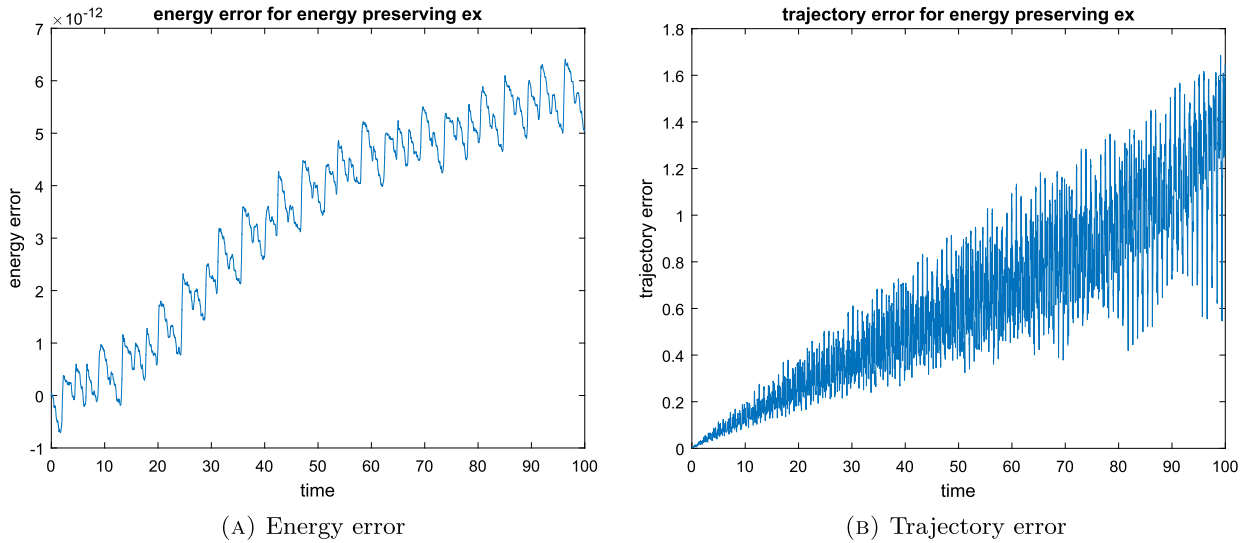 energy error for energy preserving ex
×10-12
7
6
5
4
3
2
1
0
-1
energy error
0 10 20 30 40 50 60 70 80 90 100
time
(A) Energy error
trajectory error for energy preserving ex
1.8
1.6
1.4
1.2
1
0.8
0.6
0.4
0.2
0
trajectory error
0 10 20 30 40 50 60 70 80 90 100
time
(B) Trajectory error